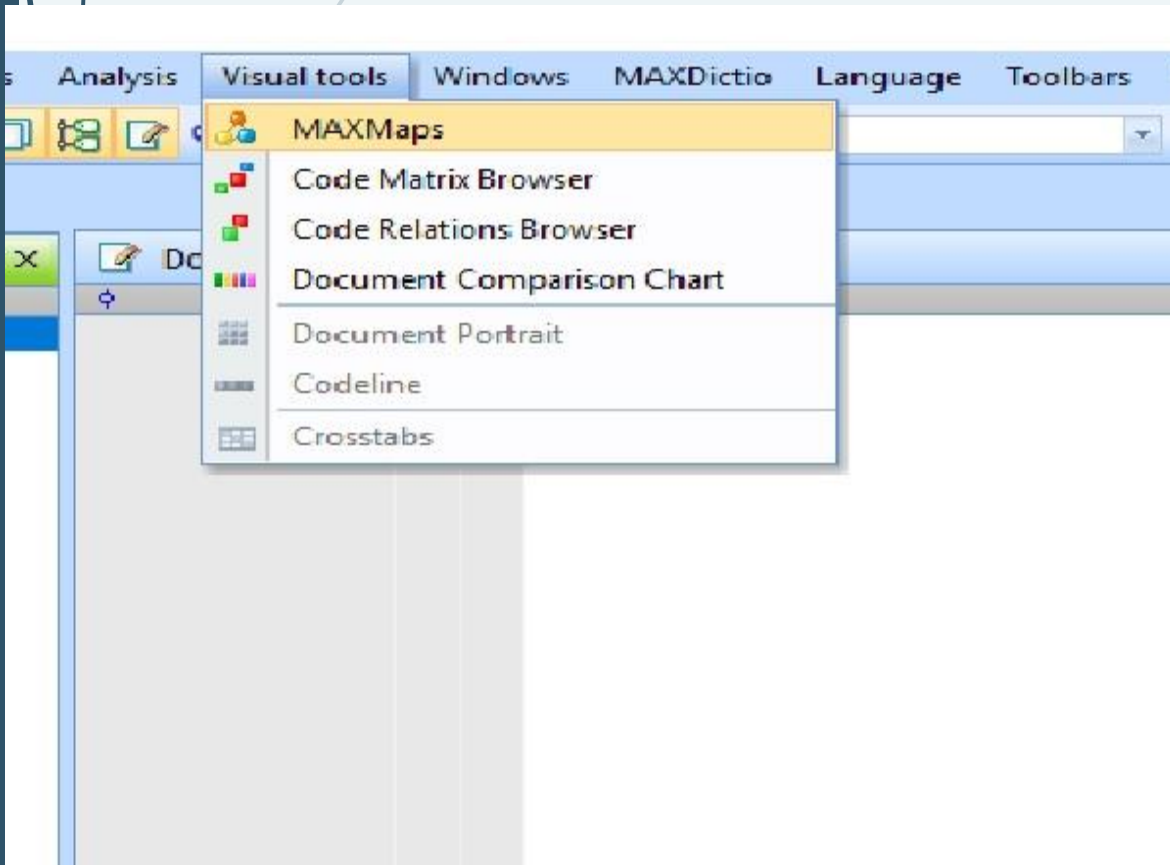 s Analysis Visual tools Windows MAXDictio Language Toolbars
MAXMaps
Code Matrix Browser
Code Relations Browser
Do
Document Comparison Chart
Document Portrait
Codeline
Crosstabs